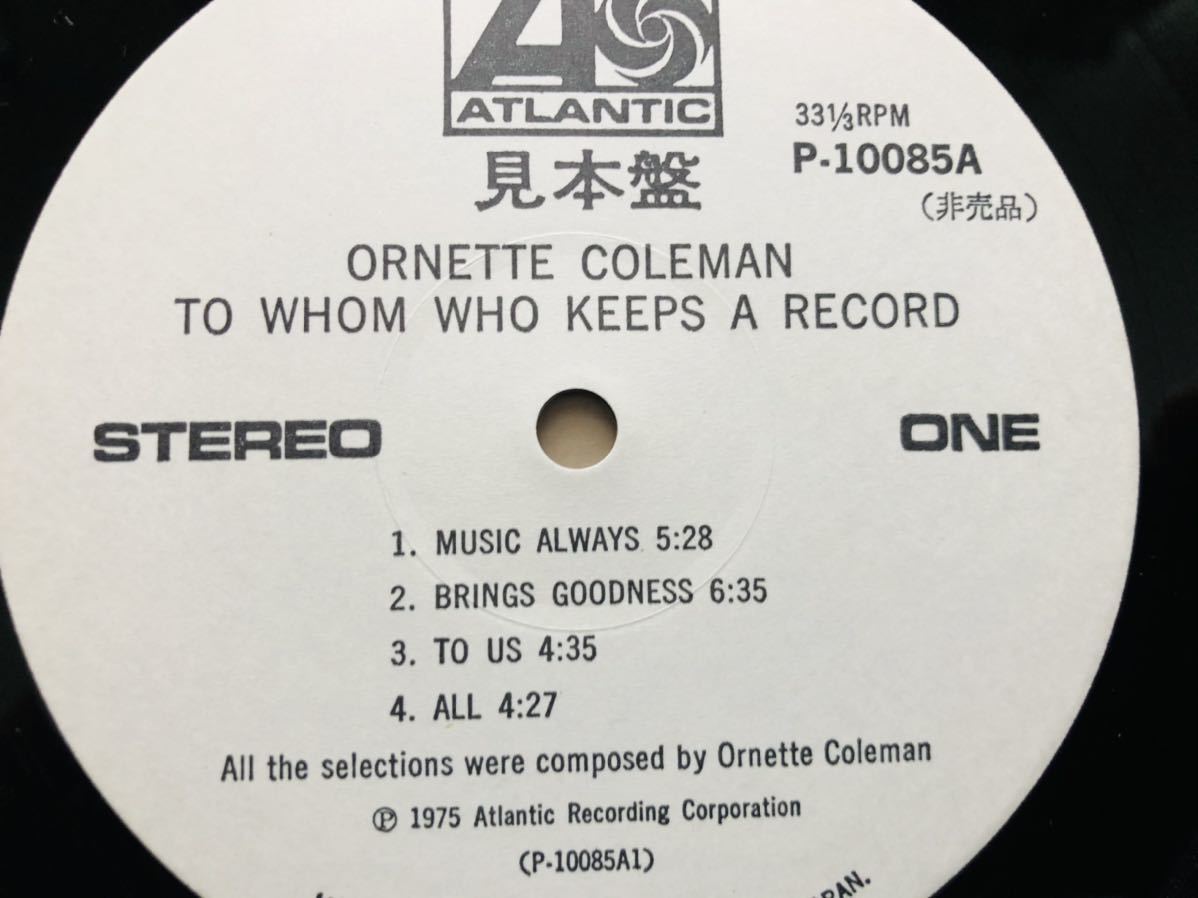 ATLANTIC
33⅓RPM
P-10085A
見本盤
(非売品)
ORNETTE COLEMAN
TO WHOM WHO KEEPS A RECORD
STEREO
ONE
1. MUSIC ALWAYS 5:28
2. BRINGS GOODNESS 6:35
3. TO US 4:35
4. ALL 4:27
All the selections were composed by Ornette Coleman
Ⓟ 1975 Atlantic Recording Corporation
(P-10085A1)